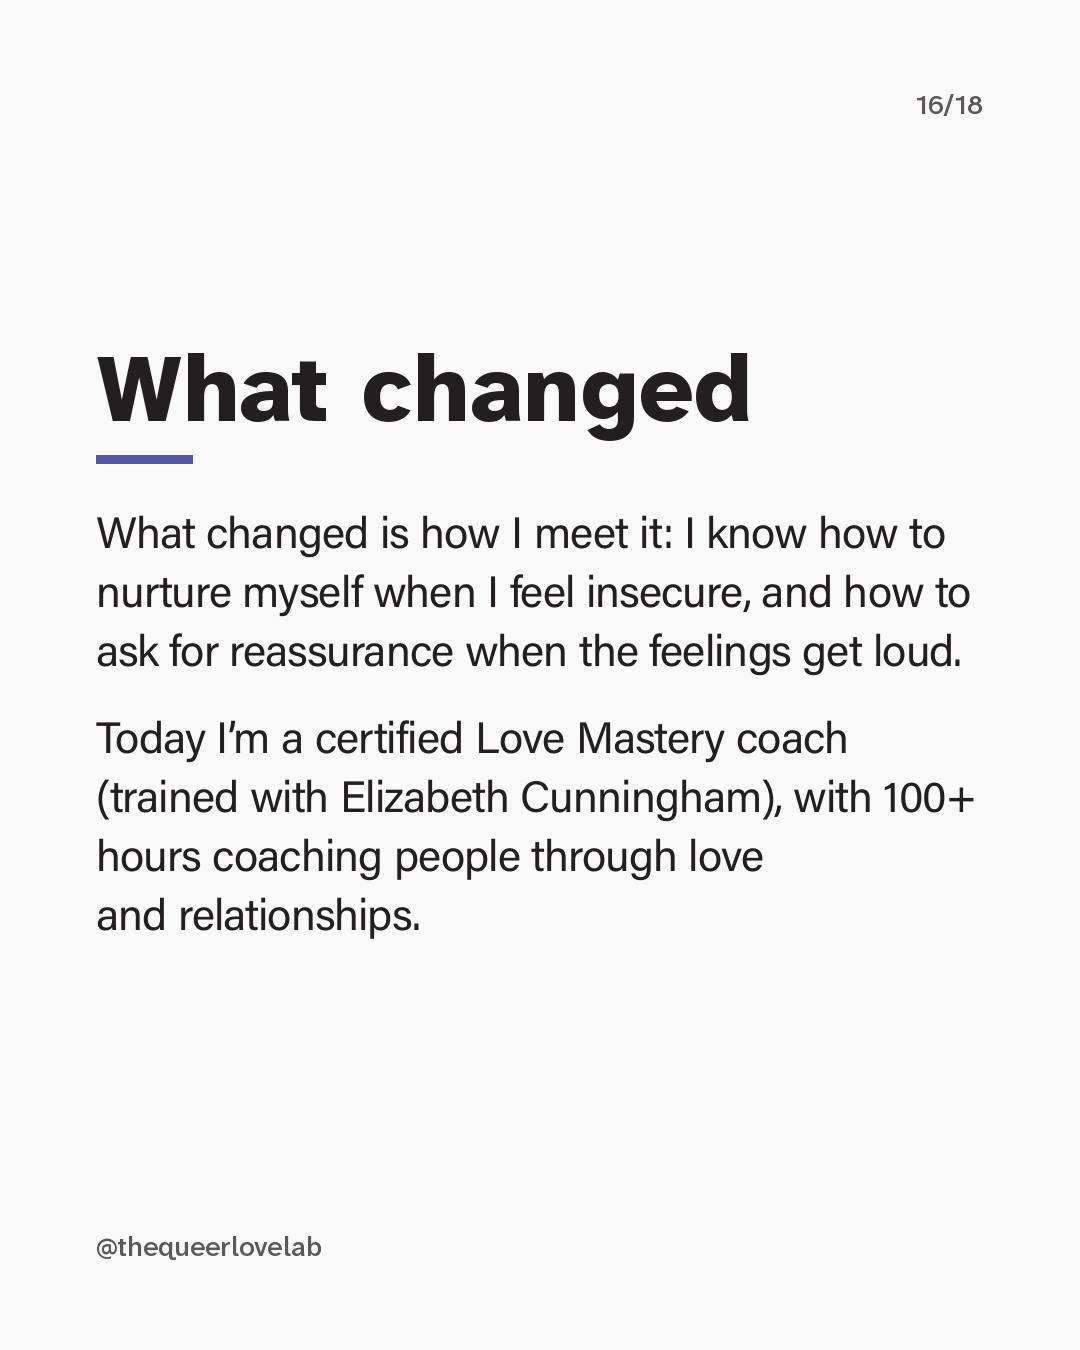 16/18
What changed
What changed is how I meet it: I know how to
nurture myself when I feel insecure, and how to
ask for reassurance when the feelings get loud.
Today I’m a certified Love Mastery coach
(trained with Elizabeth Cunningham), with 100+
hours coaching people through love
and relationships.
@thequeerlovelab